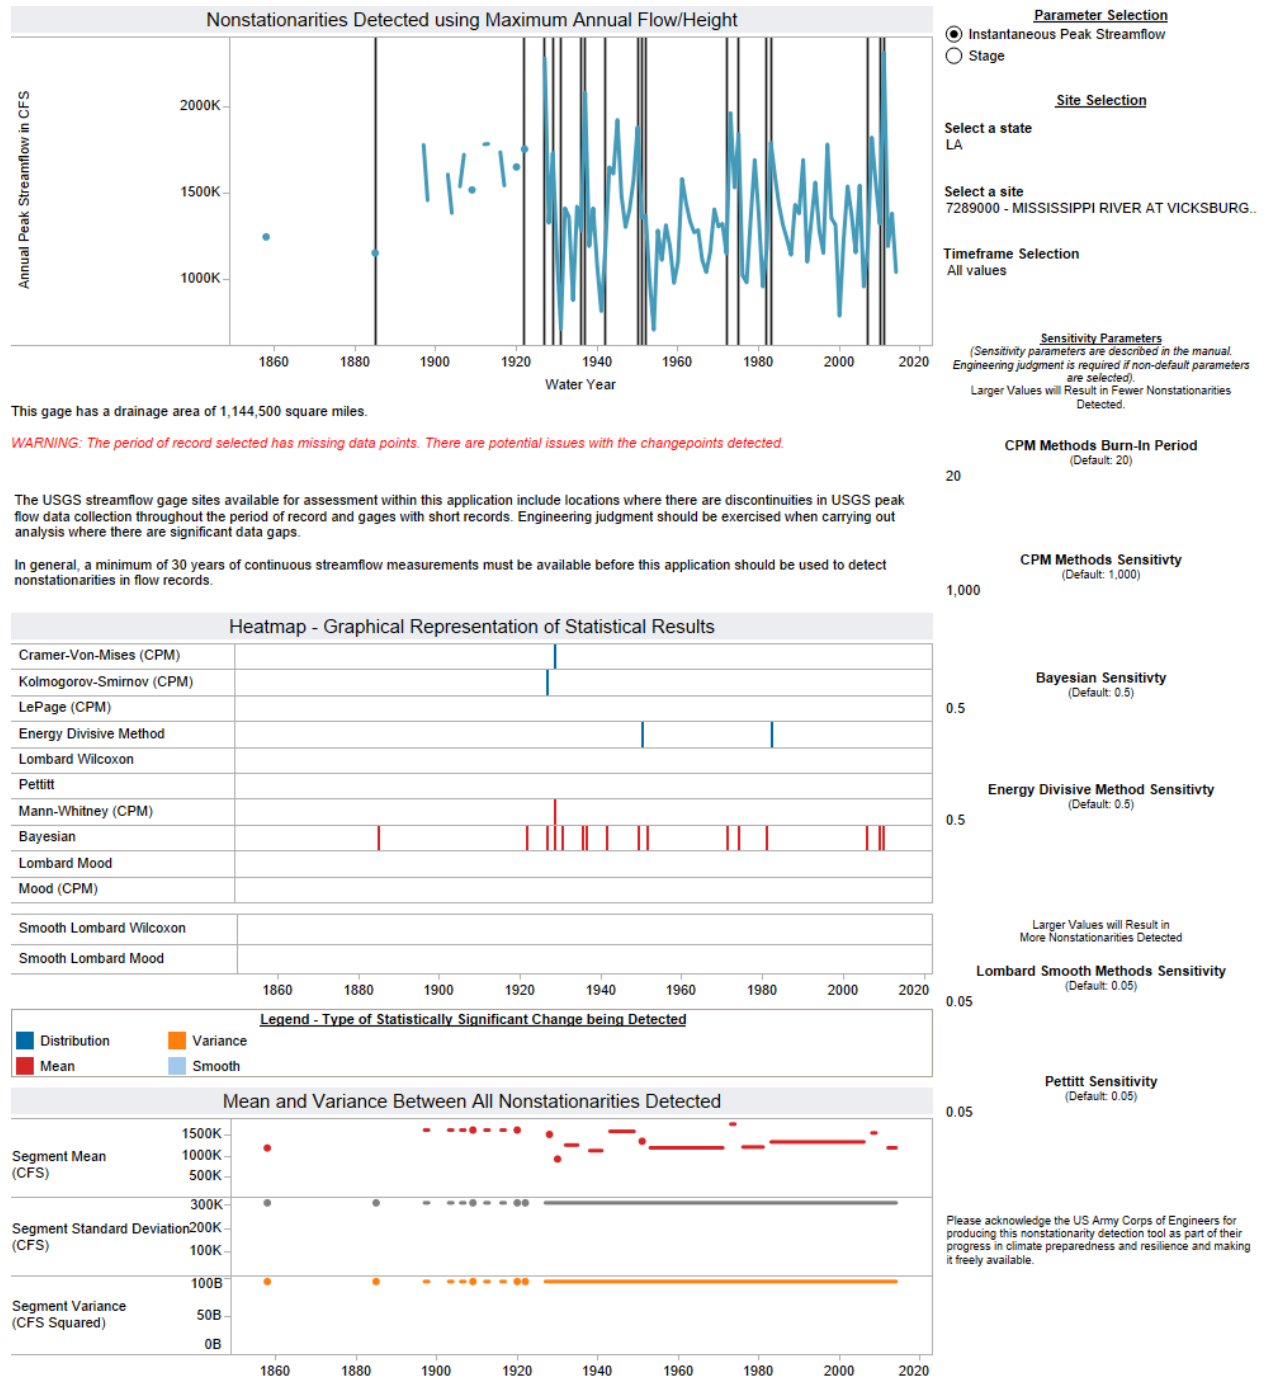 Nonstationarities Detected using Maximum Annual Flow/Height
Annual Peak Streamflow in CFS
2000K
1500K
1000K
1860 1880 1900 1920 1940 1960 1980 2000 2020
Water Year
This gage has a drainage area of 1,144,500 square miles.
WARNING: The period of record selected has missing data points. There are potential issues with the changepoints detected.
The USGS streamflow gage sites available for assessment within this application include locations where there are discontinuities in USGS peak
flow data collection throughout the period of record and gages with short records. Engineering judgment should be exercised when carrying out
analysis where there are significant data gaps.
In general, a minimum of 30 years of continuous streamflow measurements must be available before this application should be used to detect
nonstationarities in flow records.
Heatmap - Graphical Representation of Statistical Results
Cramer-Von-Mises (CPM)
Kolmogorov-Smirnov (CPM)
LePage (CPM)
Energy Divisive Method
Lombard Wilcoxon
Pettitt
Mann-Whitney (CPM)
Bayesian
Lombard Mood
Mood (CPM)
Smooth Lombard Wilcoxon
Smooth Lombard Mood
1860 1880 1900 1920 1940 1960 1980 2000 2020
Legend - Type of Statistically Significant Change being Detected
Distribution Variance
Mean Smooth
Mean and Variance Between All Nonstationarities Detected
Segment Mean
(CFS)
1500K
1000K
500K
Segment Standard Deviation
(CFS)
300K
200K
100K
Segment Variance
(CFS Squared)
100B
50B
0B
1860 1880 1900 1920 1940 1960 1980 2000 2020
Parameter Selection
Instantaneous Peak Streamflow
Stage
Site Selection
Select a state
LA
Select a site
7289000 - MISSISSIPPI RIVER AT VICKSBURG..
Timeframe Selection
All values
Sensitivity Parameters
(Sensitivity parameters are described in the manual.
Engineering judgment is required if non-default parameters
are selected).
Larger Values will Result in Fewer Nonstationarities
Detected.
CPM Methods Burn-In Period
(Default: 20)
20
CPM Methods Sensitivty
(Default: 1,000)
1,000
Bayesian Sensitivty
(Default: 0.5)
0.5
Energy Divisive Method Sensitivty
(Default: 0.5)
0.5
Larger Values will Result in
More Nonstationarities Detected
Lombard Smooth Methods Sensitivity
(Default: 0.05)
0.05
Pettitt Sensitivity
(Default: 0.05)
0.05
Please acknowledge the US Army Corps of Engineers for
producing this nonstationarity detection tool as part of their
progress in climate preparedness and resilience and making
it freely available.